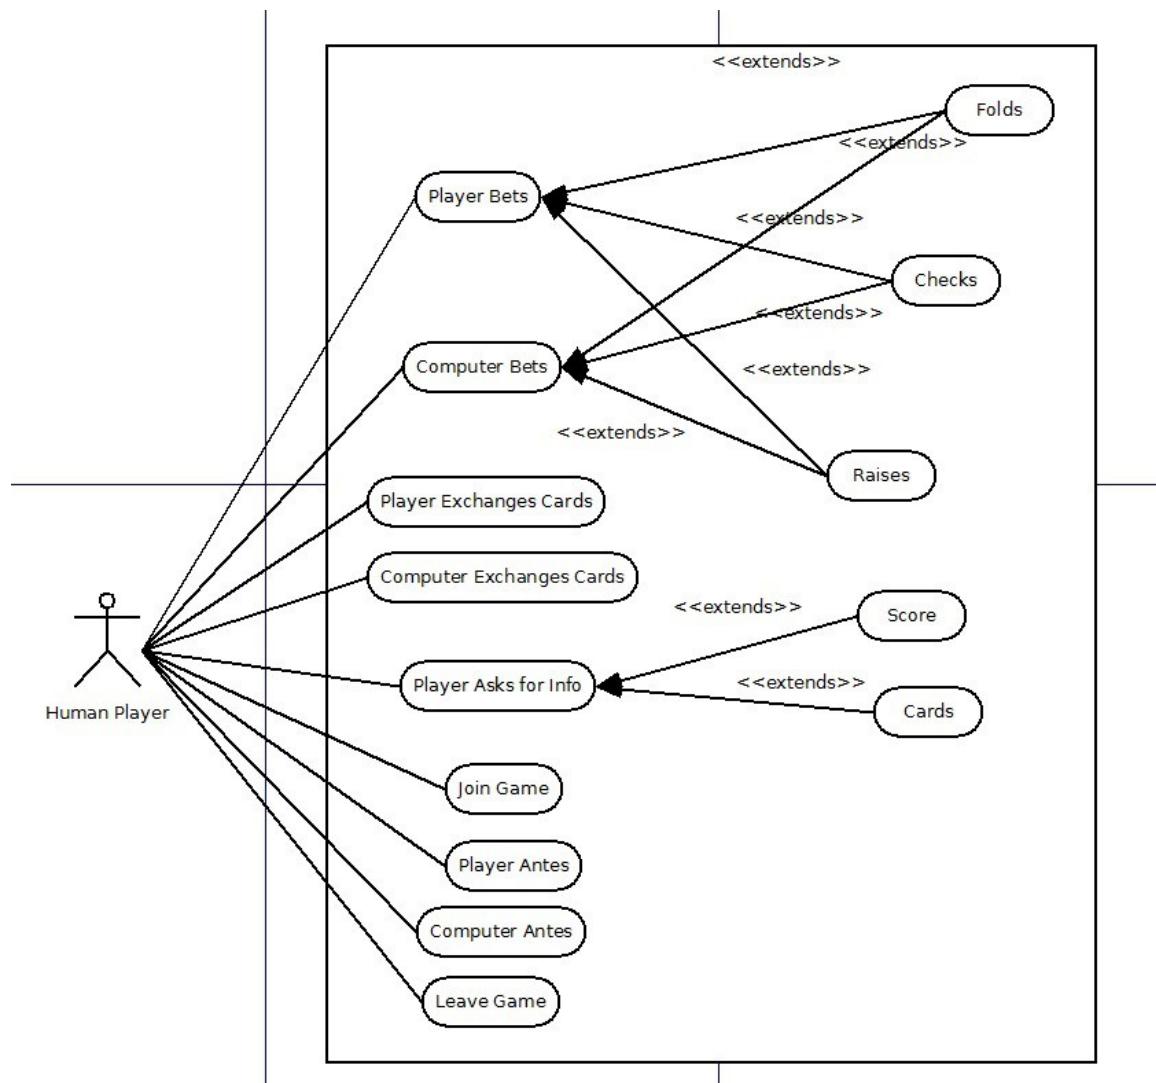 <<extends>>
Folds
<<extends>>
Player Bets
<<extends>>
Checks
<<extends>>
Computer Bets
<<extends>>
<<extends>>
Raises
Player Exchanges Cards
Computer Exchanges Cards
<<extends>>
Score
Player Asks for Info
<<extends>>
Cards
Human Player
Join Game
Player Antes
Computer Antes
Leave Game